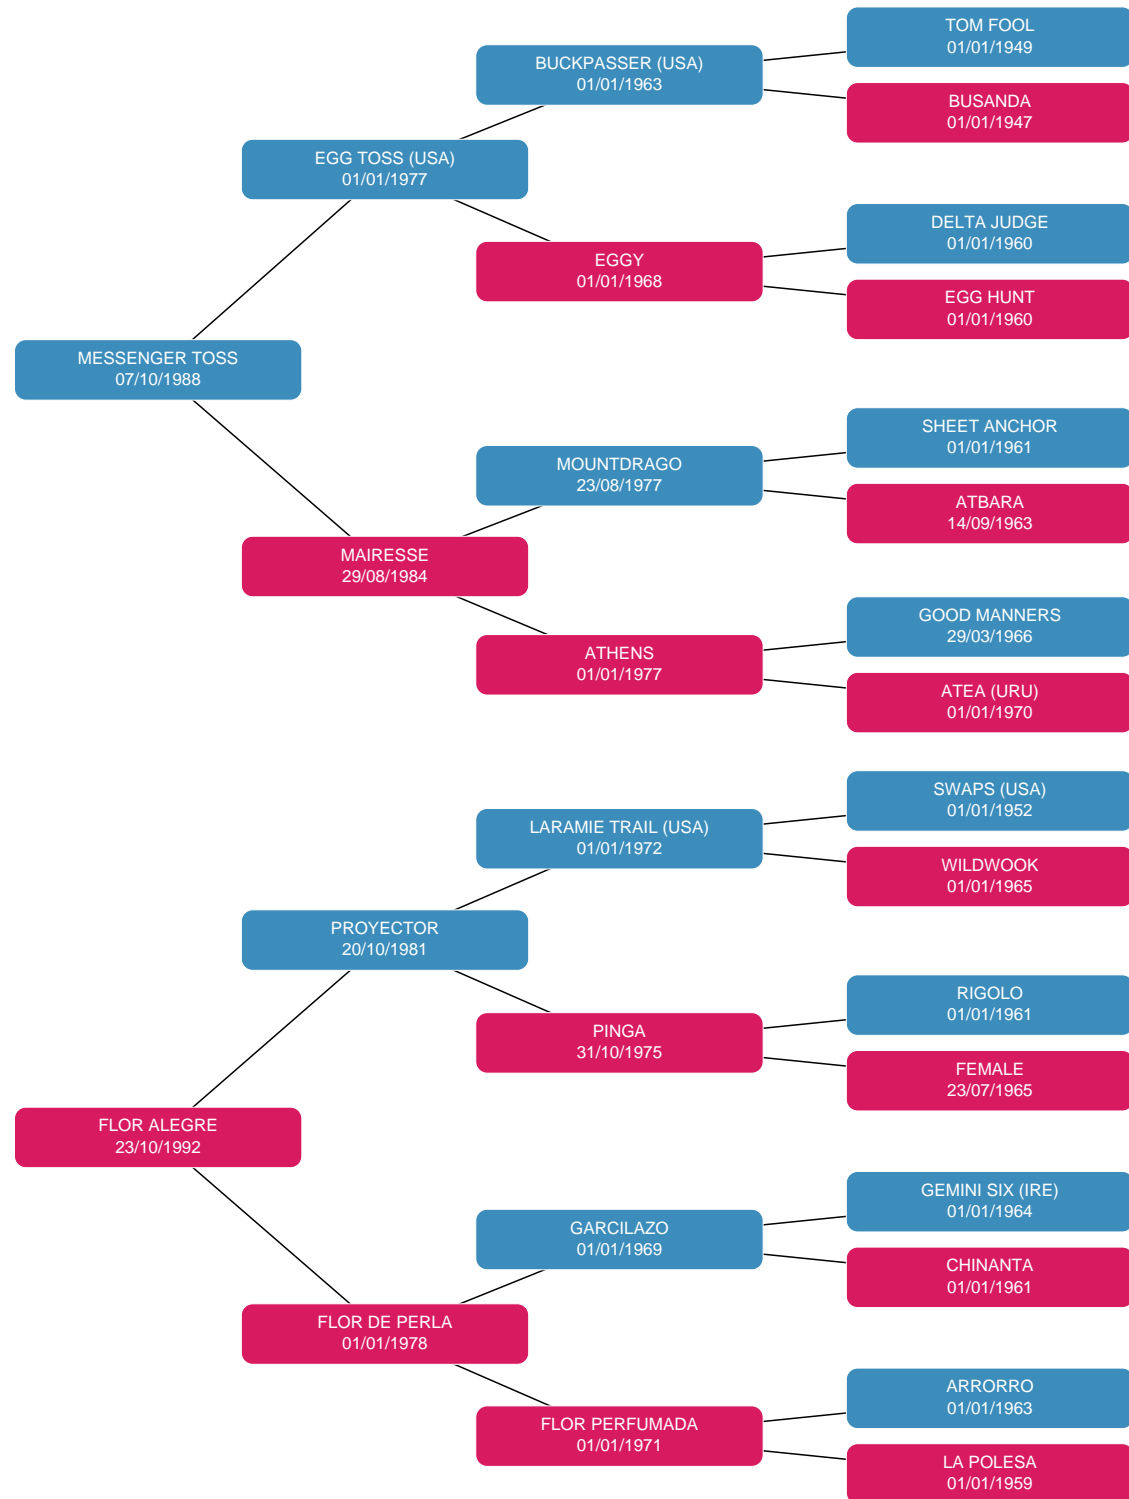 TOM FOOL
01/01/1949
BUCKPASSER (USA)
01/01/1963
BUSANDA
01/01/1947
EGG TOSS (USA)
01/01/1977
DELTA JUDGE
01/01/1960
EGGY
01/01/1968
EGG HUNT
01/01/1960
MESSENGER TOSS
07/10/1988
SHEET ANCHOR
01/01/1961
MOUNTDRAGO
23/08/1977
ATBARA
14/09/1963
MAIRESSE
29/08/1984
GOOD MANNERS
29/03/1966
ATHENS
01/01/1977
ATEA (URU)
01/01/1970
SWAPS (USA)
01/01/1952
LARAMIE TRAIL (USA)
01/01/1972
WILDWOOK
01/01/1965
PROYECTOR
20/10/1981
RIGOLO
01/01/1961
PINGA
31/10/1975
FEMALE
23/07/1965
FLOR ALEGRE
23/10/1992
GEMINI SIX (IRE)
01/01/1964
GARCILAZO
01/01/1969
CHINANTA
01/01/1961
FLOR DE PERLA
01/01/1978
ARRORRO
01/01/1963
FLOR PERFUMADA
01/01/1971
LA POLESA
01/01/1959